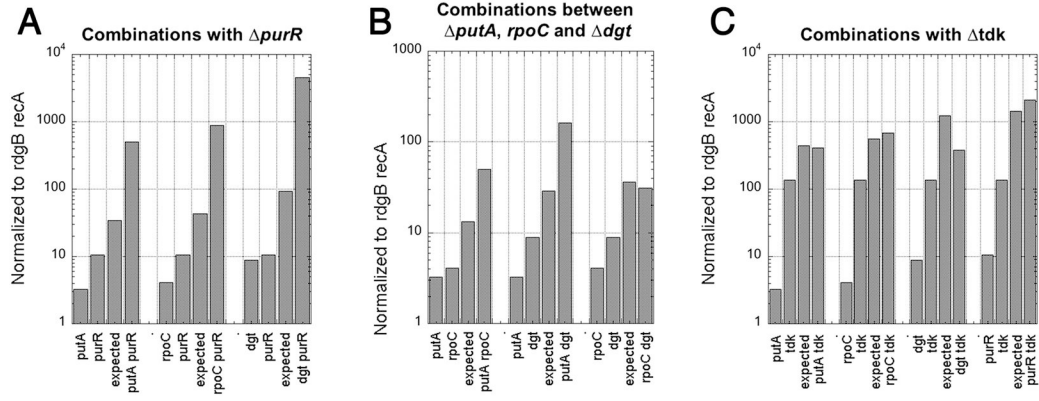 A
Combinations with ΔpurR
Normalized to rdgB recA
10^4
1000
100
10
1
putA
purR
expected
putA purR
.
rpoC
purR
expected
rpoC purR
.
dgt
purR
expected
dgt purR
B
Combinations between
ΔputA, rpoC and Δdgt
Normalized to rdgB recA
1000
100
10
1
putA
rpoC
expected
putA rpoC
.
putA
dgt
expected
putA dgt
.
rpoC
dgt
expected
rpoC dgt
C
Combinations with Δtdk
Normalized to rdgB recA
10^4
1000
100
10
1
putA
tdk
expected
putA tdk
.
rpoC
tdk
expected
rpoC tdk
.
dgt
tdk
expected
dgt tdk
.
purR
tdk
expected
purR tdk